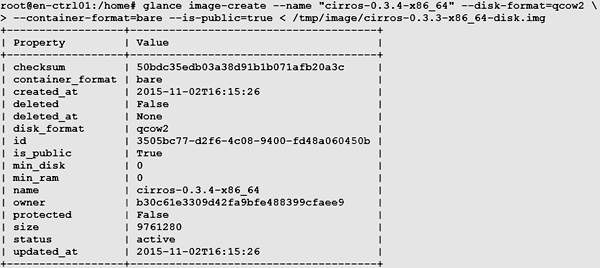 root@en-ctrl01:/home# glance image-create --name "cirros-0.3.4-x86_64" --disk-format=qcow2 \
> --container-format=bare --is-public=true < /tmp/image/cirros-0.3.3-x86_64-disk.img
+------------------+--------------------------------------+
| Property         | Value                                |
+------------------+--------------------------------------+
| checksum         | 50bdc35edb03a38d91b1b071afb20a3c     |
| container_format | bare                                 |
| created_at       | 2015-11-02T16:15:26                  |
| deleted          | False                                |
| deleted_at       | None                                 |
| disk_format      | qcow2                                |
| id               | 3505bc77-d2f6-4c08-9400-fd48a060450b |
| is_public        | True                                 |
| min_disk         | 0                                    |
| min_ram          | 0                                    |
| name             | cirros-0.3.4-x86_64                  |
| owner            | b30c61e3309d42fa9bfe488399cfaee9     |
| protected        | False                                |
| size             | 9761280                              |
| status           | active                               |
| updated_at       | 2015-11-02T16:15:26                  |
+------------------+--------------------------------------+